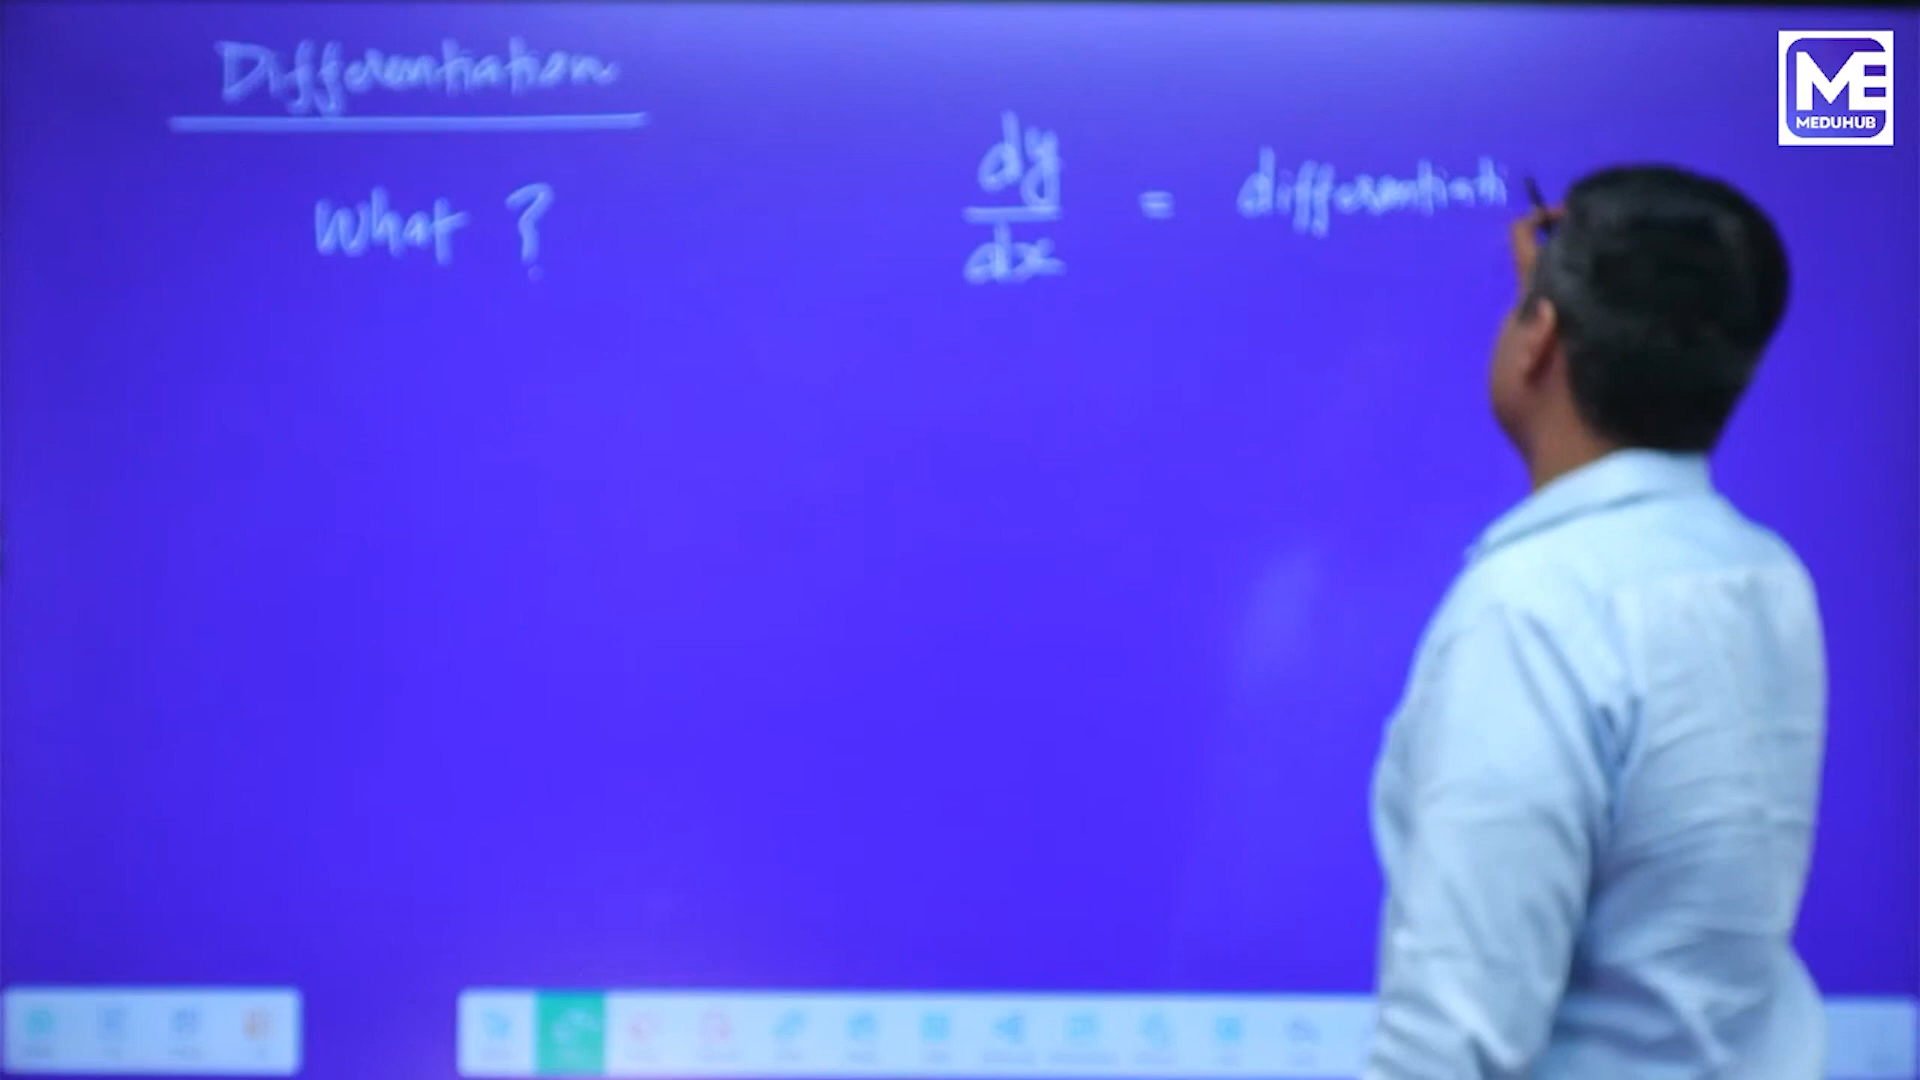 Differentiation
What ?
dy
dx
= differentiati
ME
MEDUHUB